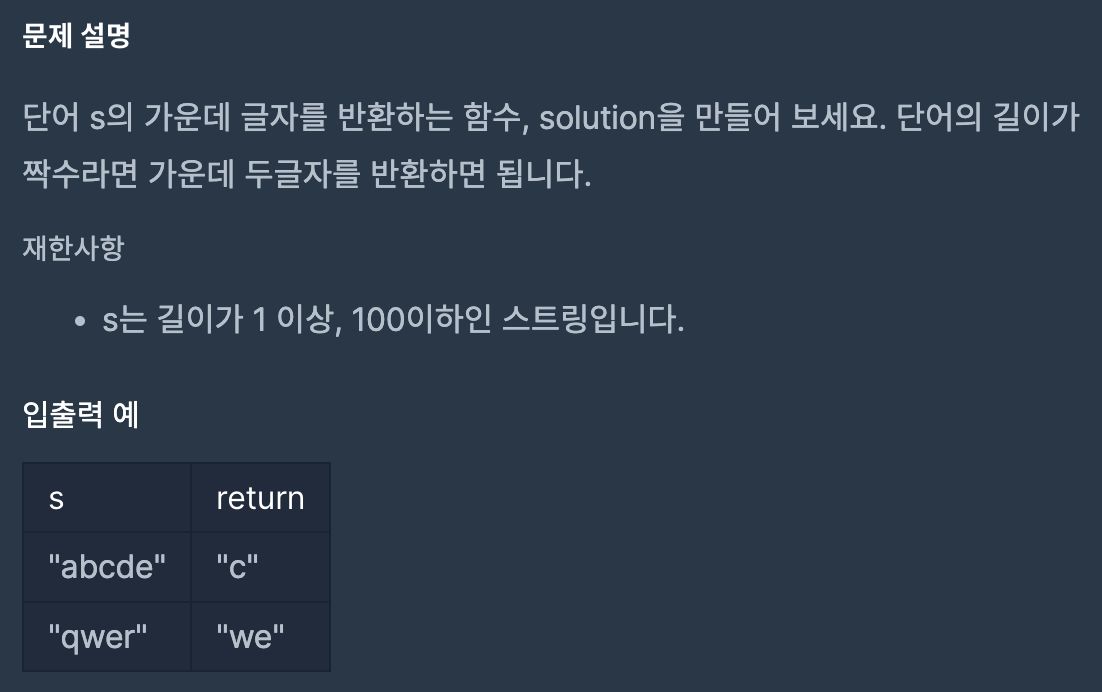 문제 설명
단어 s의 가운데 글자를 반환하는 함수, solution을 만들어 보세요. 단어의 길이가
짝수라면 가운데 두글자를 반환하면 됩니다.
재한사항
• s는 길이가 1 이상, 100이하인 스트링입니다.
입출력 예
s return
"abcde" "c"
"qwer" "we"